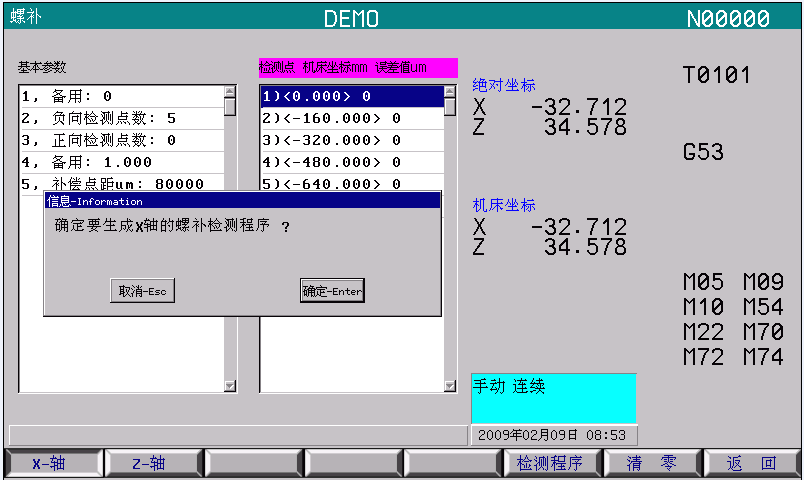 螺补 DEMO N00000
基本参数
检测点 机床坐标mm 误差值um
1, 备用: 0
2, 负向检测点数: 5
3, 正向检测点数: 0
4, 备用: 1.000
5, 补偿点距um: 80000
1)<0.000> 0
2)<-160.000> 0
3)<-320.000> 0
4)<-480.000> 0
5)<-640.000> 0
信息-Information
确定要生成X轴的螺补检测程序 ?
取消-Esc 确定-Enter
绝对坐标
X -32.712
Z 34.578
机床坐标
X -32.712
Z 34.578
T0101
G53
M05 M09
M10 M54
M22 M70
M72 M74
手动 连续
2009年02月09日 08:53
X-轴 Z-轴 检测程序 清 零 返 回